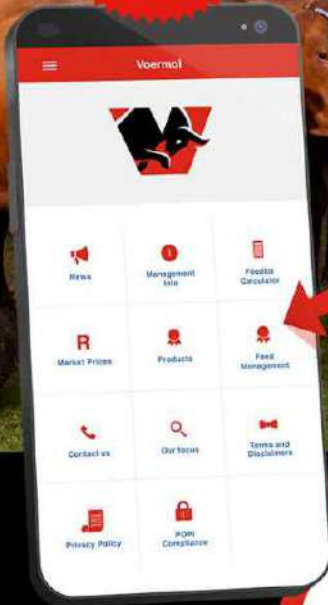 Voermol
News
Management
Info
Feedlot
Calculator
R
Market Prices
Products
Feed
Management
Contact us
Our focus
Terms and
Disclaimers
Privacy Policy
POPI
Compliance